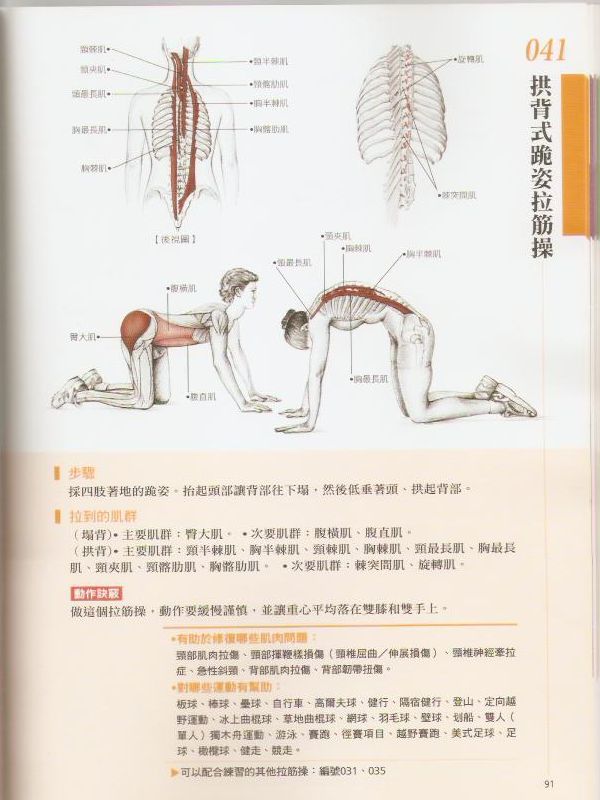 041
拱背式跪姿拉筋操
頸棘肌
頭夾肌
頭最長肌
胸最長肌
胸棘肌
頭半棘肌
頸髂肋肌
胸半棘肌
胸髂肋肌
【後視圖】
旋轉肌
棘突間肌
腹橫肌
臀大肌
腹直肌
頸夾肌
胸棘肌
胸半棘肌
頸最長肌
胸最長肌
步驟
採四肢著地的跪姿。抬起頭部讓背部往下塌，然後低垂著頭、拱起背部。
拉到的肌群
（塌背）•主要肌群：臀大肌。 •次要肌群：腹橫肌、腹直肌。
（拱背）•主要肌群：頸半棘肌、胸半棘肌、頸棘肌、胸棘肌、頸最長肌、胸最長
肌、頸夾肌、頸髂肋肌、胸髂肋肌。 •次要肌群：棘突間肌、旋轉肌。
動作訣竅
做這個拉筋操，動作要緩慢謹慎，並讓重心平均落在雙膝和雙手上。
•有助於修復哪些肌肉問題：
頸部肌肉拉傷、頸部揮鞭樣損傷（頸椎屈曲／伸展損傷）、頸椎神經牽拉
症、急性斜頸、背部肌肉拉傷、背部韌帶扭傷。
•對哪些運動有幫助：
板球、棒球、壘球、自行車、高爾夫球、健行、隔宿健行、登山、定向越
野運動、冰上曲棍球、草地曲棍球、網球、羽毛球、壁球、划船、雙人（
單人）獨木舟運動、游泳、賽跑、徑賽項目、越野賽跑、美式足球、足
球、橄欖球、健走、競走。
▶可以配合練習的其他拉筋操：編號031、035
91